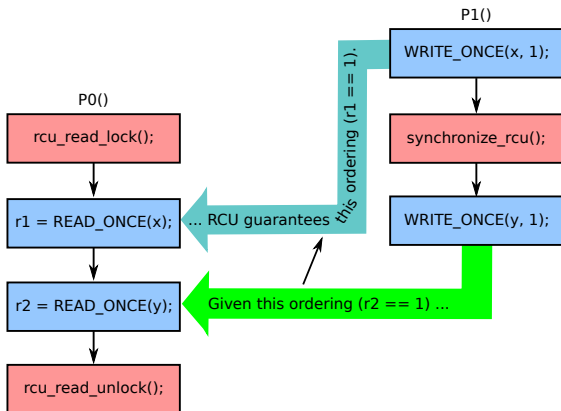 P1()
WRITE_ONCE(x, 1);
synchronize_rcu();
WRITE_ONCE(y, 1);
P0()
rcu_read_lock();
r1 = READ_ONCE(x);
r2 = READ_ONCE(y);
rcu_read_unlock();
Given this ordering (r2 == 1) ...
... RCU guarantees this ordering (r1 == 1).